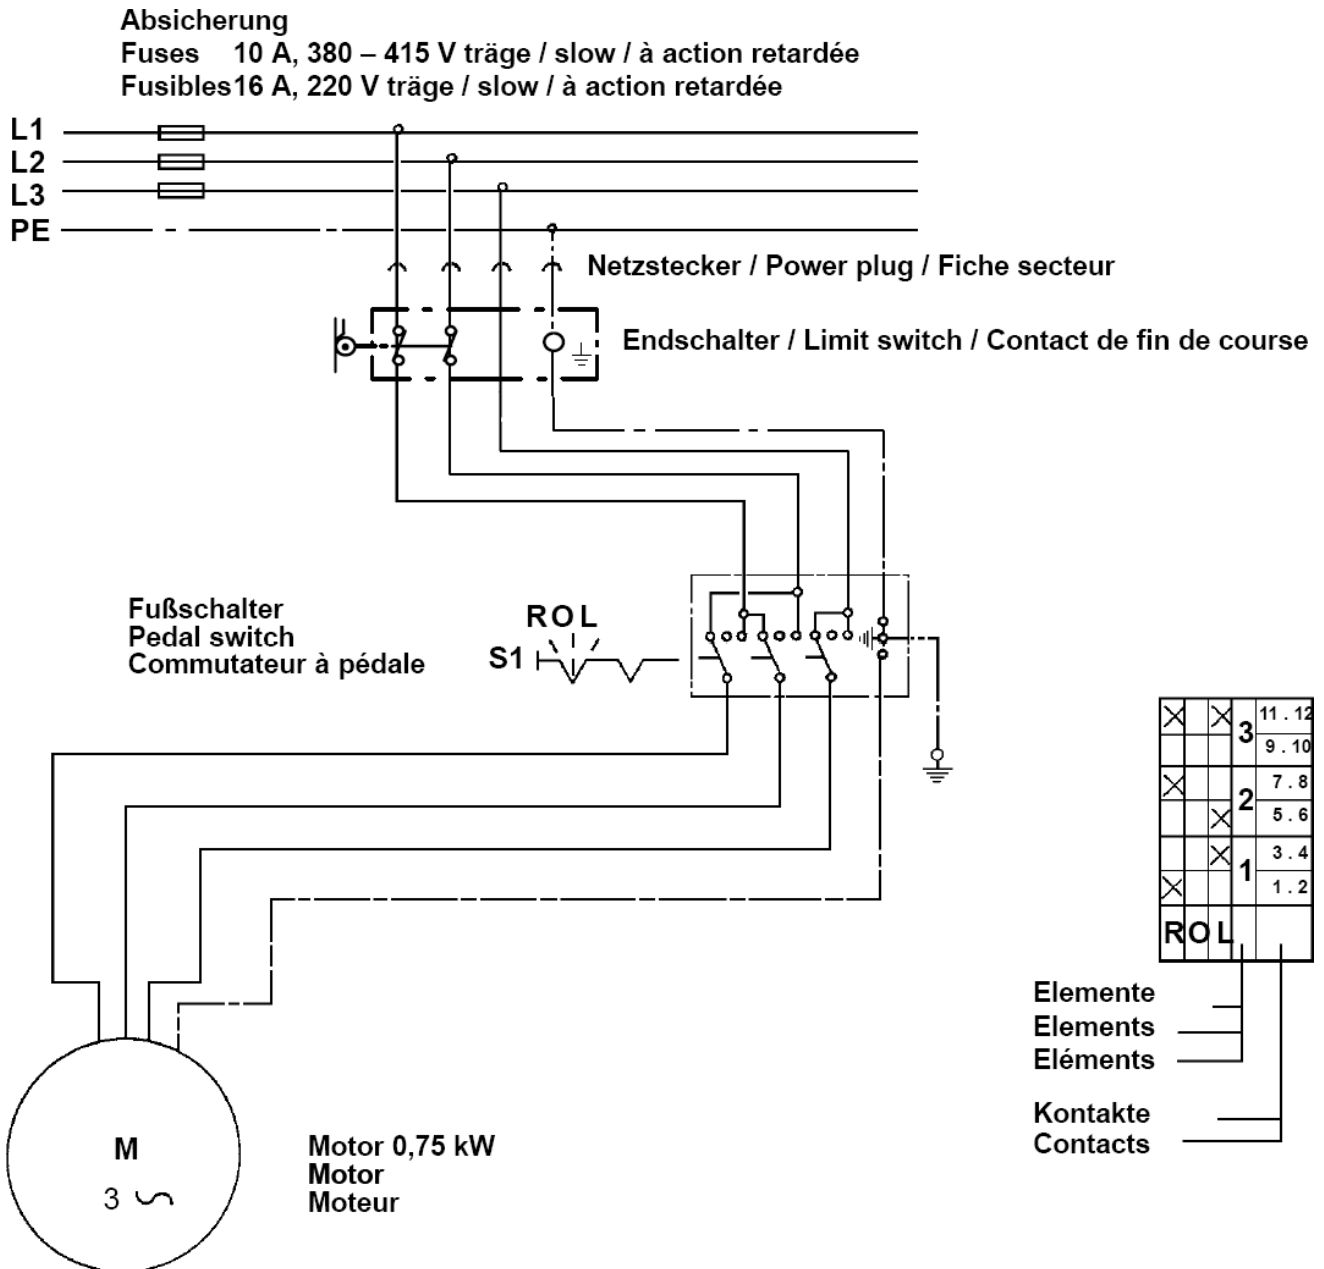 Absicherung
Fuses 10 A, 380 – 415 V träge / slow / à action retardée
Fusibles16 A, 220 V träge / slow / à action retardée
L1
L2
L3
PE
Netzstecker / Power plug / Fiche secteur
Endschalter / Limit switch / Contact de fin de course
Fußschalter
Pedal switch
Commutateur à pédale
R O L
S1
3 11 . 12
9 . 10
2 7 . 8
5 . 6
1 3 . 4
1 . 2
R O L
Elemente
Elements
Eléments
Kontakte
Contacts
M
3
Motor 0,75 kW
Motor
Moteur